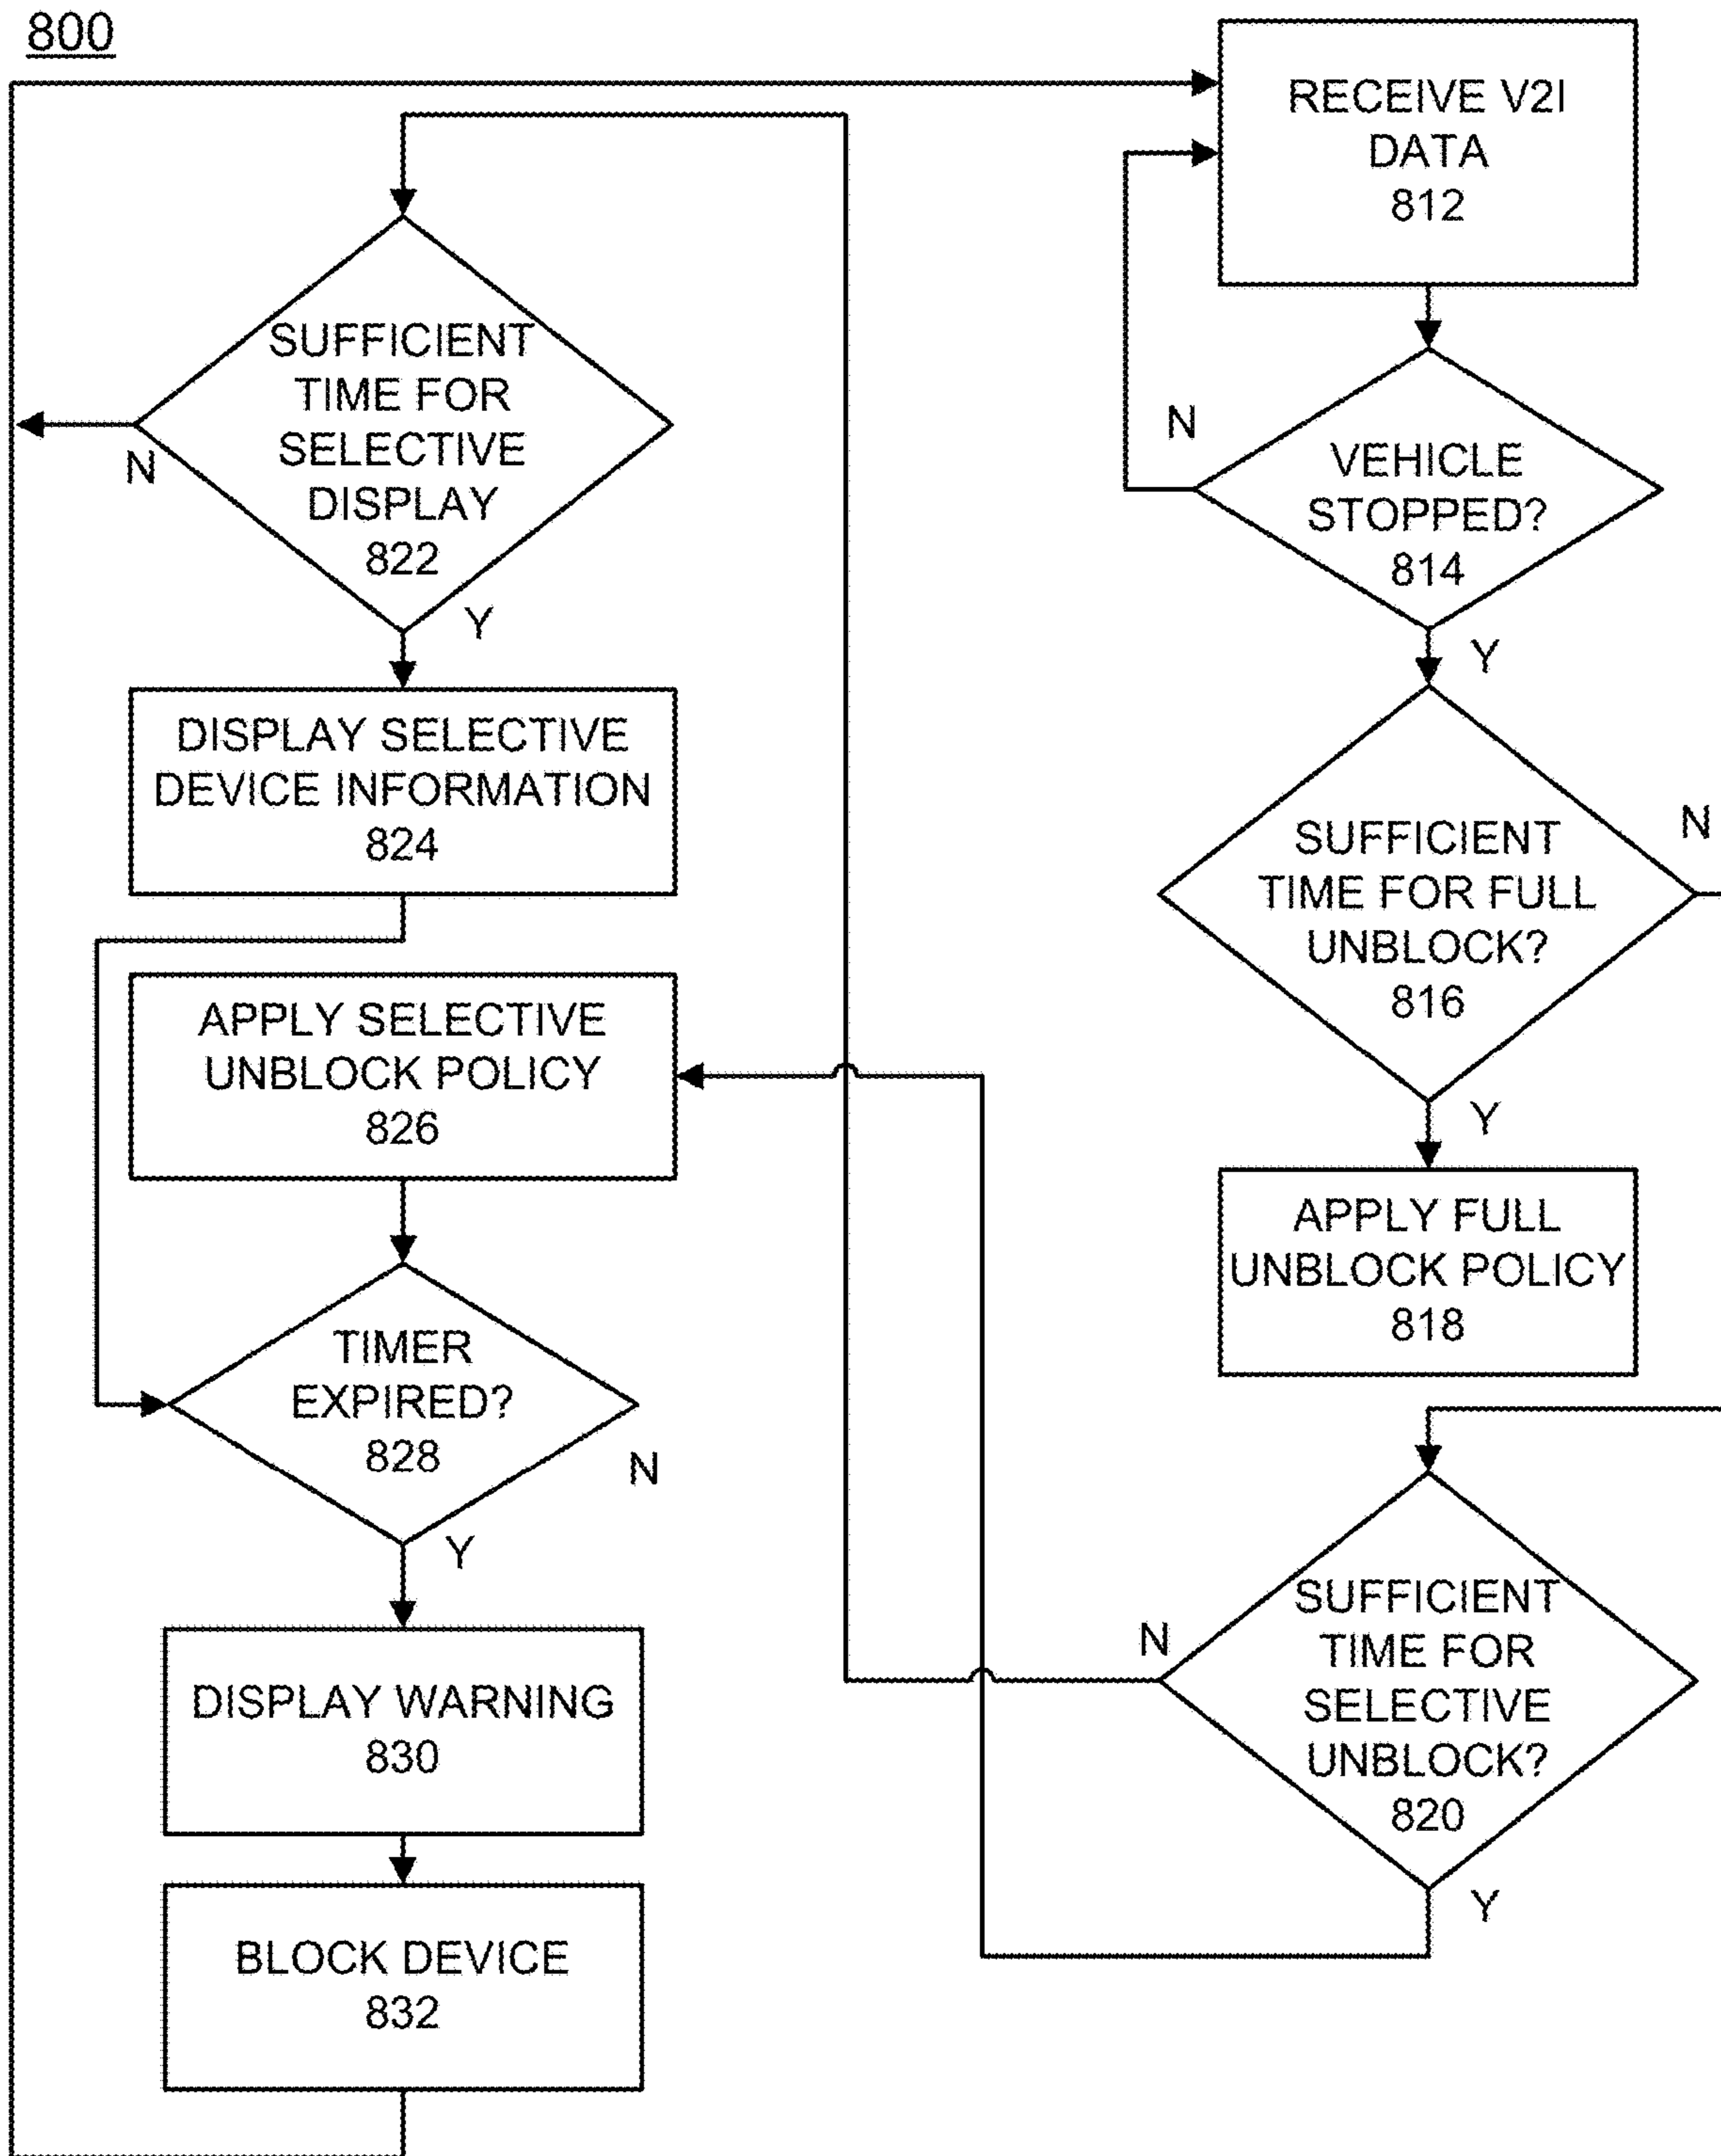 800
RECEIVE V2I
DATA
812
N
VEHICLE
STOPPED?
814
Y
SUFFICIENT
TIME FOR FULL
UNBLOCK?
816
N
Y
APPLY FULL
UNBLOCK POLICY
818
SUFFICIENT
TIME FOR
SELECTIVE
UNBLOCK?
820
N
Y
SUFFICIENT
TIME FOR
SELECTIVE
DISPLAY
822
N
Y
DISPLAY SELECTIVE
DEVICE INFORMATION
824
APPLY SELECTIVE
UNBLOCK POLICY
826
TIMER
EXPIRED?
828
N
Y
DISPLAY WARNING
830
BLOCK DEVICE
832